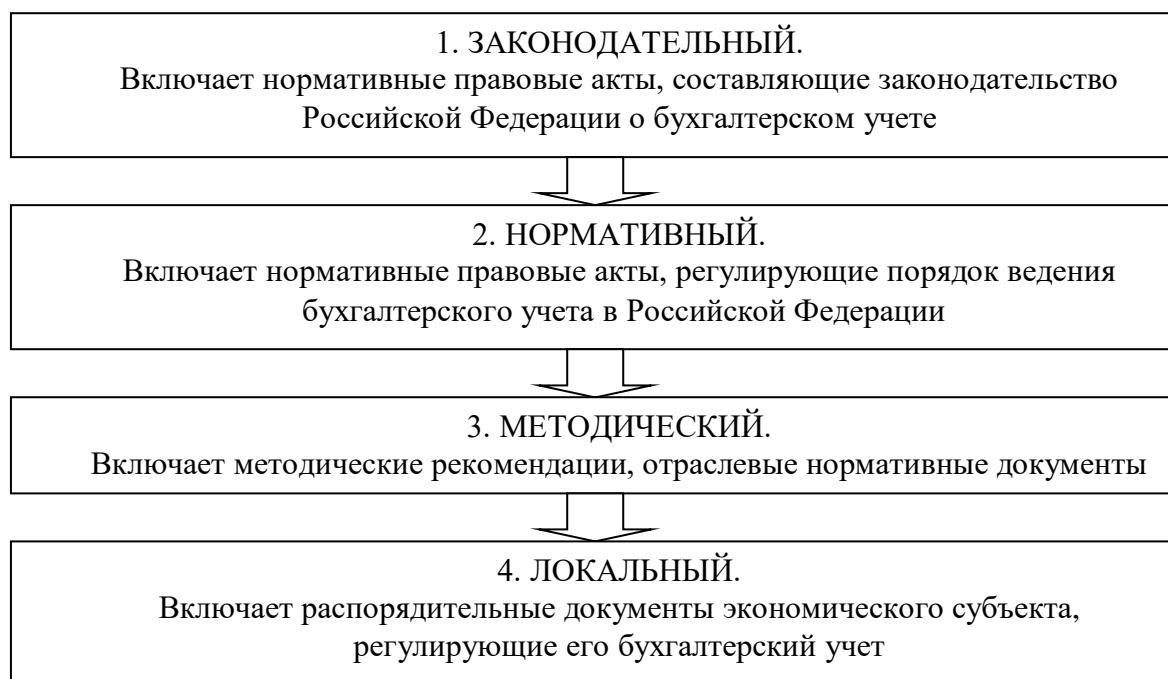 1. ЗАКОНОДАТЕЛЬНЫЙ.
Включает нормативные правовые акты, составляющие законодательство
Российской Федерации о бухгалтерском учете
2. НОРМАТИВНЫЙ.
Включает нормативные правовые акты, регулирующие порядок ведения
бухгалтерского учета в Российской Федерации
3. МЕТОДИЧЕСКИЙ.
Включает методические рекомендации, отраслевые нормативные документы
4. ЛОКАЛЬНЫЙ.
Включает распорядительные документы экономического субъекта,
регулирующие его бухгалтерский учет